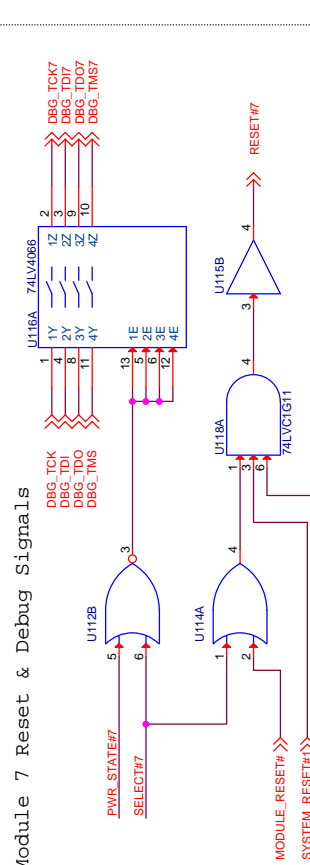 Module 7 Reset & Debug Signals
DBG_TCK
DBG_TDI
DBG_TDO
DBG_TMS
U116A
74LV4066
1
4
8
11
1Y
2Y
3Y
4Y
1Z
2Z
3Z
4Z
2
3
9
10
DBG_TCK7
DBG_TDI7
DBG_TDO7
DBG_TMS7
13
5
6
12
1E
2E
3E
4E
PWR_STATE#7
SELECT#7
5
6
U112B
3
1
2
U114A
4
MODULE_RESET#
SYSTEM_RESET#1
1
3
6
U118A
74LVC1G11
4
3
U115B
4
RESET#7